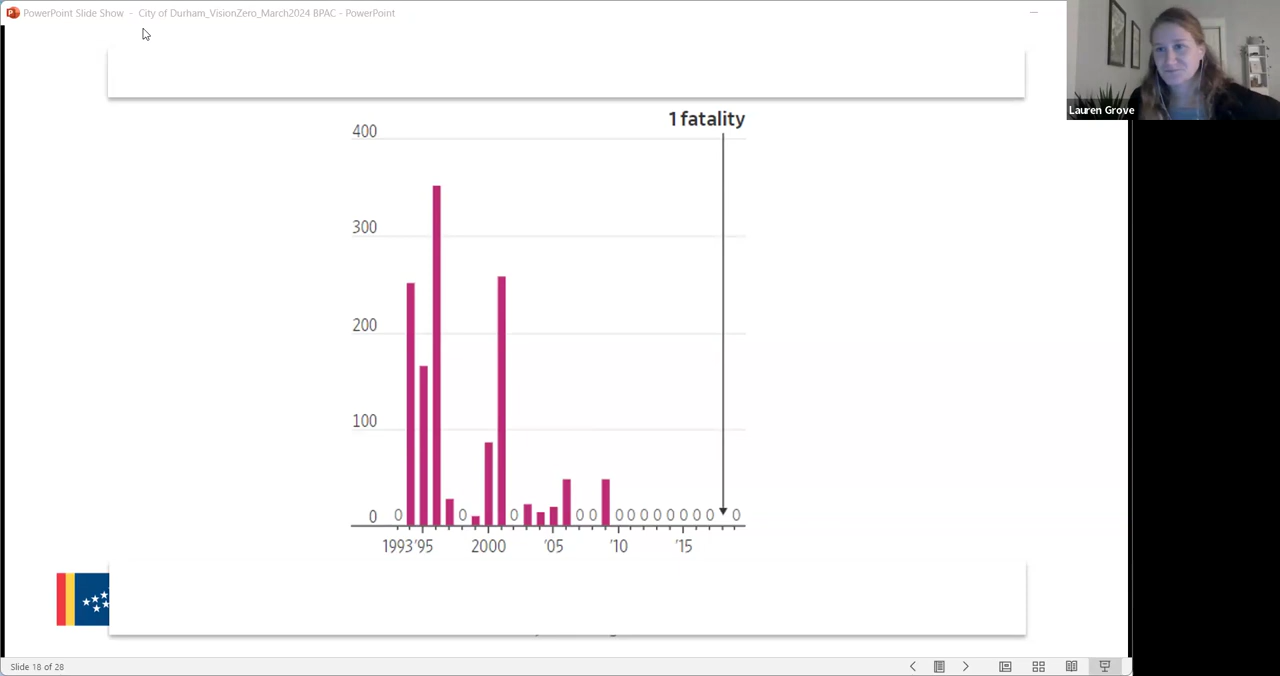 PowerPoint Slide Show - City of Durham_VisionZero_March2024 BPAC - PowerPoint
Lauren Grove
1 fatality
400
300
200
100
0
0 0 0 0 0 0 0 0 0 0 0 0 0 0
1993 '95 2000 '05 '10 '15
Slide 18 of 28